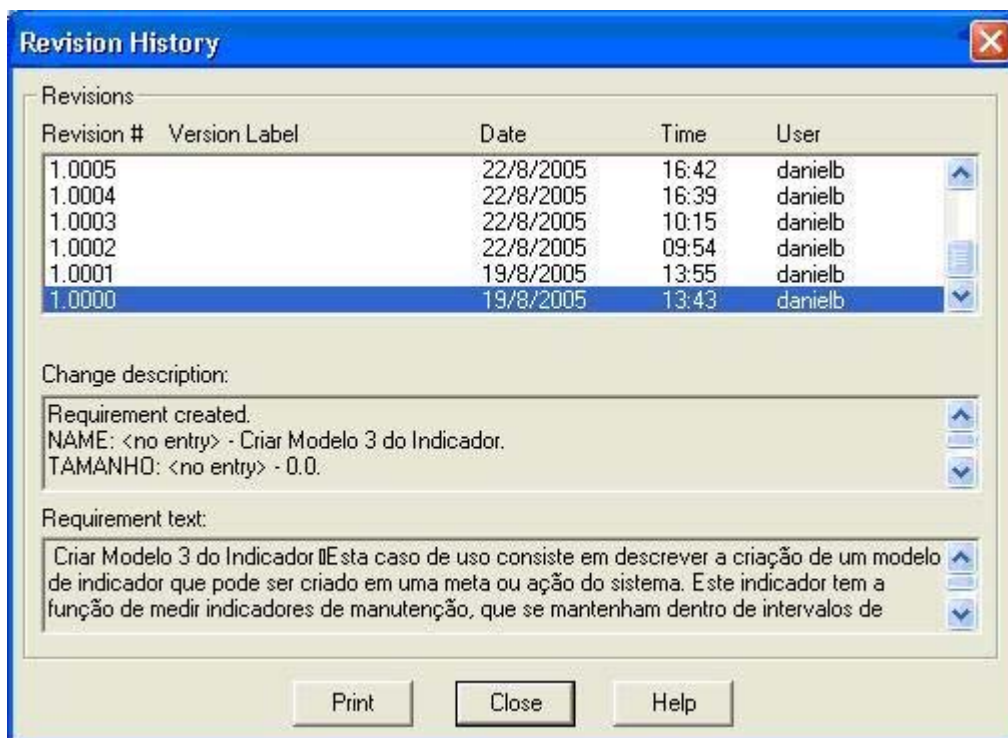 Revision History
Revisions
Revision # Version Label Date Time User
1.0005 22/8/2005 16:42 danielb
1.0004 22/8/2005 16:39 danielb
1.0003 22/8/2005 10:15 danielb
1.0002 22/8/2005 09:54 danielb
1.0001 19/8/2005 13:55 danielb
1.0000 19/8/2005 13:43 danielb
Change description:
Requirement created.
NAME: <no entry> - Criar Modelo 3 do Indicador.
TAMANHO: <no entry> - 0.0.
Requirement text:
Criar Modelo 3 do Indicador ▯Esta caso de uso consiste em descrever a criação de um modelo
de indicador que pode ser criado em uma meta ou ação do sistema. Este indicador tem a
função de medir indicadores de manutenção, que se mantenham dentro de intervalos de
Print Close Help